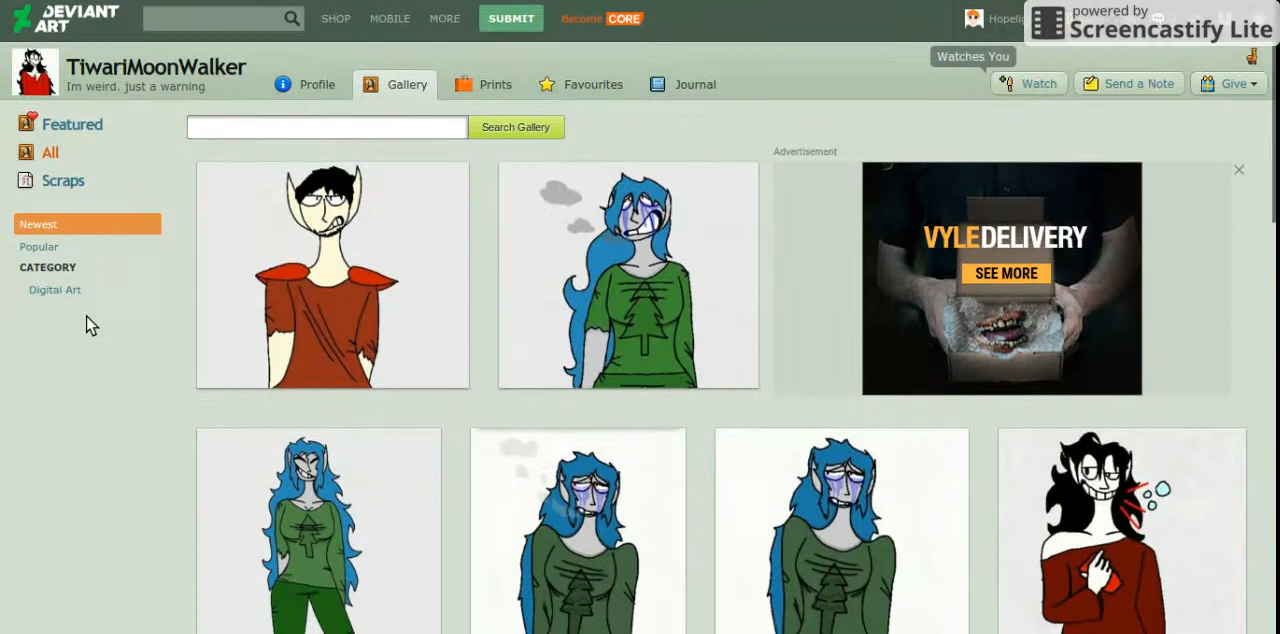 DEVIANT
ART
SHOP
MOBILE
MORE
SUBMIT
Become CORE
Hopeli
powered by
Screencastify Lite
TiwariMoonWalker
Im weird. just a warning
Profile
Gallery
Prints
Favourites
Journal
Watches You
Watch
Send a Note
Give
Featured
All
Scraps
Newest
Popular
CATEGORY
Digital Art
Search Gallery
Advertisement
VYLEDELIVERY
SEE MORE